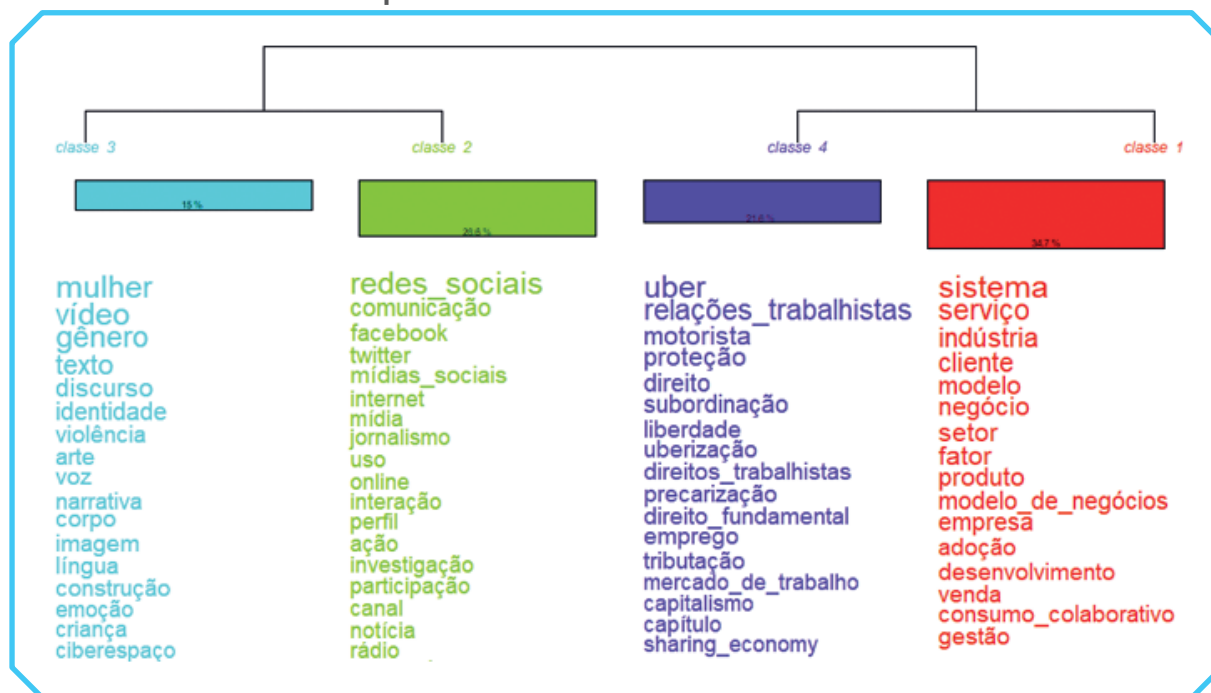 classe 3
classe 2
classe 4
classe 1
15 %
26.6 %
21.6 %
34.7 %
mulher
vídeo
gênero
texto
discurso
identidade
violência
arte
voz
narrativa
corpo
imagem
língua
construção
emoção
criança
ciberespaço
redes_sociais
comunicação
facebook
twitter
mídias_sociais
internet
mídia
jornalismo
uso
online
interação
perfil
ação
investigação
participação
canal
notícia
rádio
uber
relações_trabalhistas
motorista
proteção
direito
subordinação
liberdade
uberização
direitos_trabalhistas
precarização
direito_fundamental
emprego
tributação
mercado_de_trabalho
capitalismo
capítulo
sharing_economy
sistema
serviço
indústria
cliente
modelo
negócio
setor
fator
produto
modelo_de_negócios
empresa
adoção
desenvolvimento
venda
consumo_colaborativo
gestão